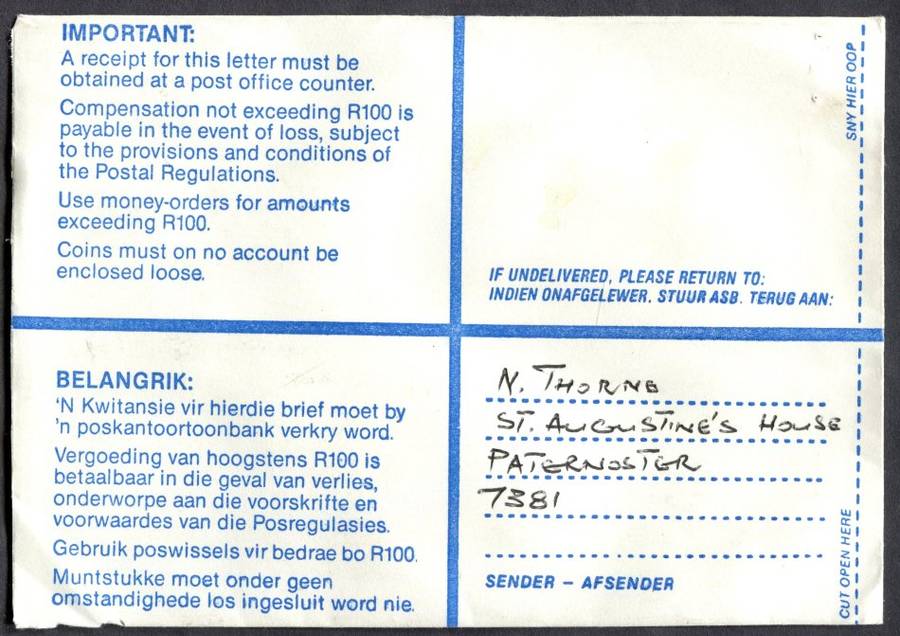 IMPORTANT:
A receipt for this letter must be
obtained at a post office counter.
Compensation not exceeding R100 is
payable in the event of loss, subject
to the provisions and conditions of
the Postal Regulations.
Use money-orders for amounts
exceeding R100.
Coins must on no account be
enclosed loose.
IF UNDELIVERED, PLEASE RETURN TO:
INDIEN ONAFGELEWER. STUUR ASB. TERUG AAN:
SNY HIER OOP
BELANGRIK:
'N Kwitansie vir hierdie brief moet by
'n poskantoortoonbank verkry word.
Vergoeding van hoogstens R100 is
betaalbaar in die geval van verlies,
onderworpe aan die voorskrifte en
voorwaardes van die Posregulasies.
Gebruik poswissels vir bedrae bo R100.
Muntstukke moet onder geen
omstandighede los ingesluit word nie.
N. THORNE
ST. AUGUSTINE'S HOUSE
PATERNOSTER
7381
SENDER – AFSENDER
CUT OPEN HERE